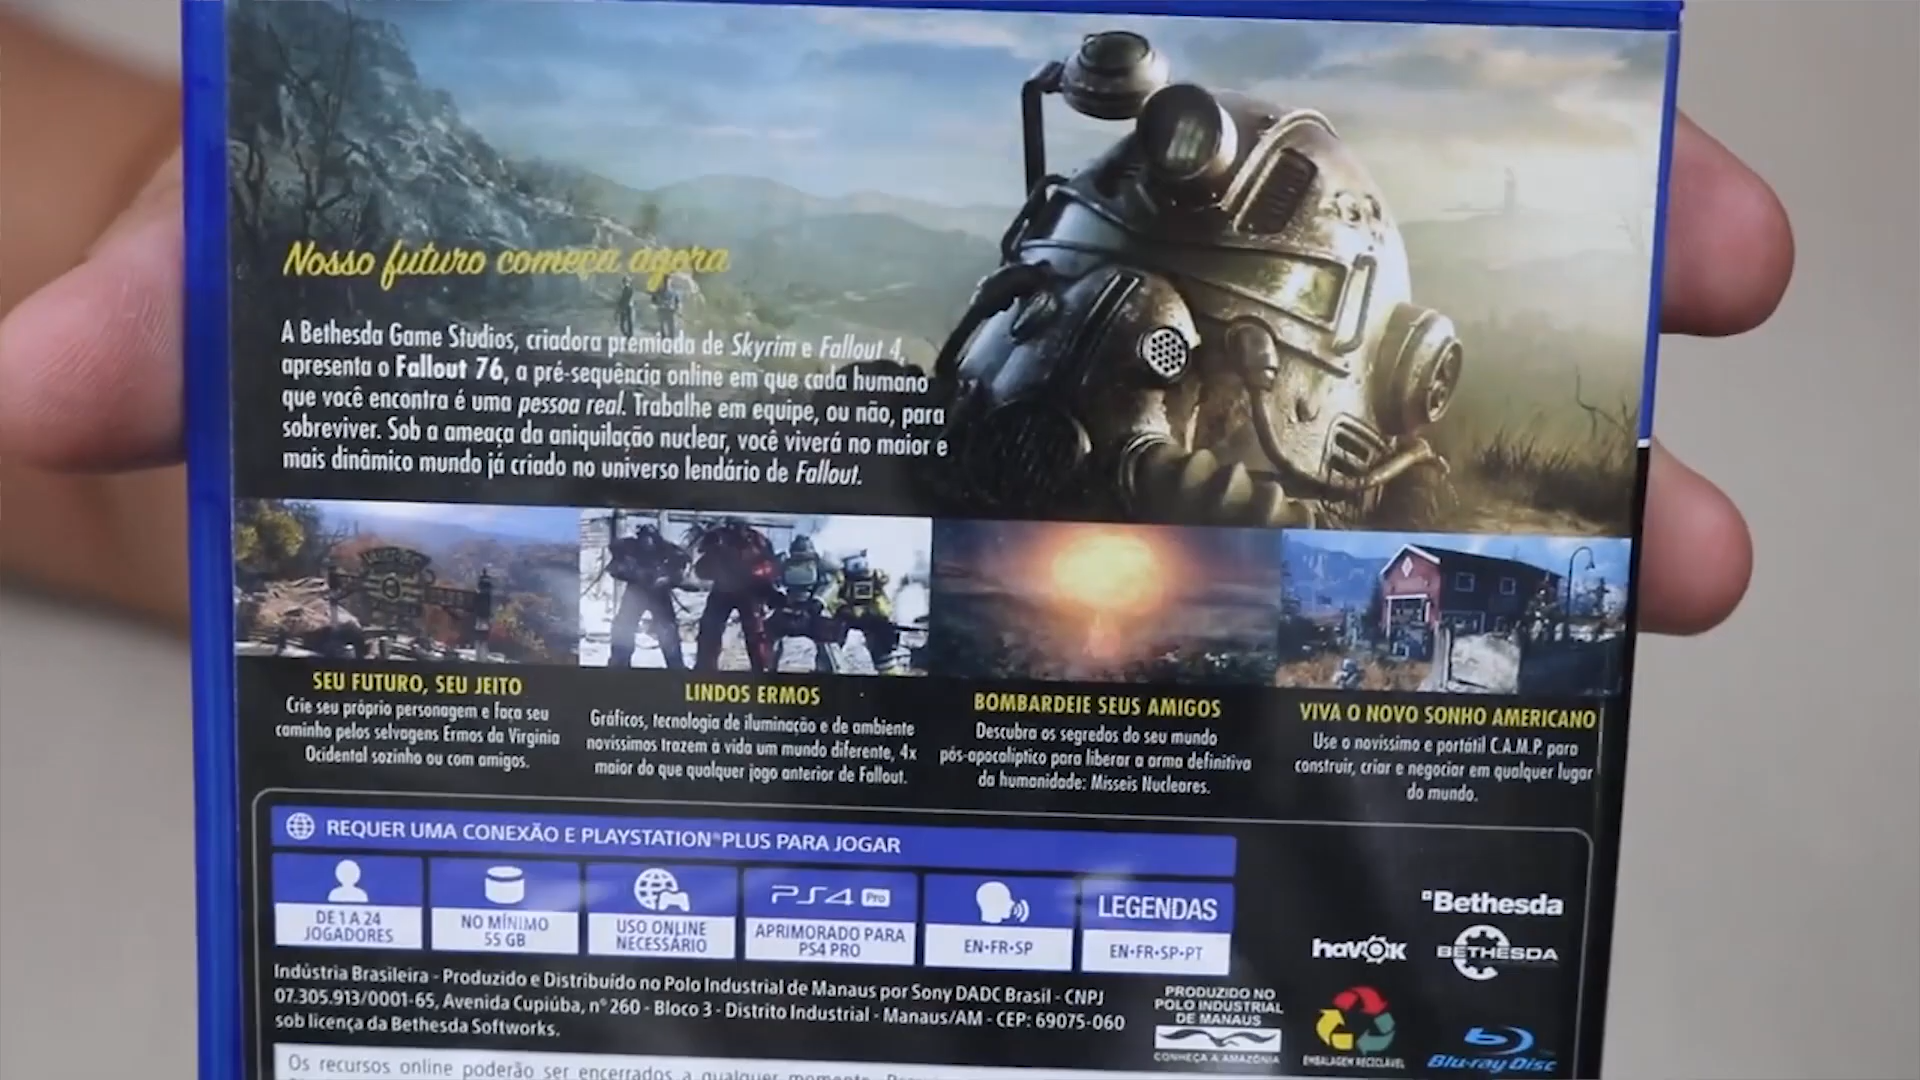 Nosso futuro começa agora
A Bethesda Game Studios, criadora premiada de Skyrim e Fallout 4,
apresenta o Fallout 76, a pré-sequência online em que cada humano
que você encontra é uma pessoa real. Trabalhe em equipe, ou não, para
sobreviver. Sob a ameaça da aniquilação nuclear, você viverá no maior e
mais dinâmico mundo já criado no universo lendário de Fallout.
SEU FUTURO, SEU JEITO
Crie seu próprio personagem e faça seu
caminho pelos selvagens Ermos da Virginia
Ocidental sozinho ou com amigos.
LINDOS ERMOS
Gráficos, tecnologia de iluminação e de ambiente
novíssimos trazem à vida um mundo diferente, 4x
maior do que qualquer jogo anterior de Fallout.
BOMBARDEIE SEUS AMIGOS
Descubra os segredos do seu mundo
pós-apocalíptico para liberar a arma definitiva
da humanidade: Mísseis Nucleares.
VIVA O NOVO SONHO AMERICANO
Use o novíssimo e portátil C.A.M.P. para
construir, criar e negociar em qualquer lugar
do mundo.
REQUER UMA CONEXÃO E PLAYSTATION®PLUS PARA JOGAR
DE 1 A 24
JOGADORES
NO MÍNIMO
55 GB
USO ONLINE
NECESSÁRIO
PS4 Pro
APRIMORADO PARA
PS4 PRO
EN•FR•SP
LEGENDAS
EN•FR•SP•PT
Bethesda
havok
BETHESDA
Indústria Brasileira - Produzido e Distribuído no Polo Industrial de Manaus por Sony DADC Brasil - CNPJ
07.305.913/0001-65, Avenida Cupiúba, nº 260 - Bloco 3 - Distrito Industrial - Manaus/AM - CEP: 69075-060
sob licença da Bethesda Softworks.
PRODUZIDO NO
POLO INDUSTRIAL
DE MANAUS
CONHEÇA A AMAZÔNIA
EMBALAGEM RECICLÁVEL
Blu-ray Disc
Os recursos online poderão ser encerrados a qualquer momento.